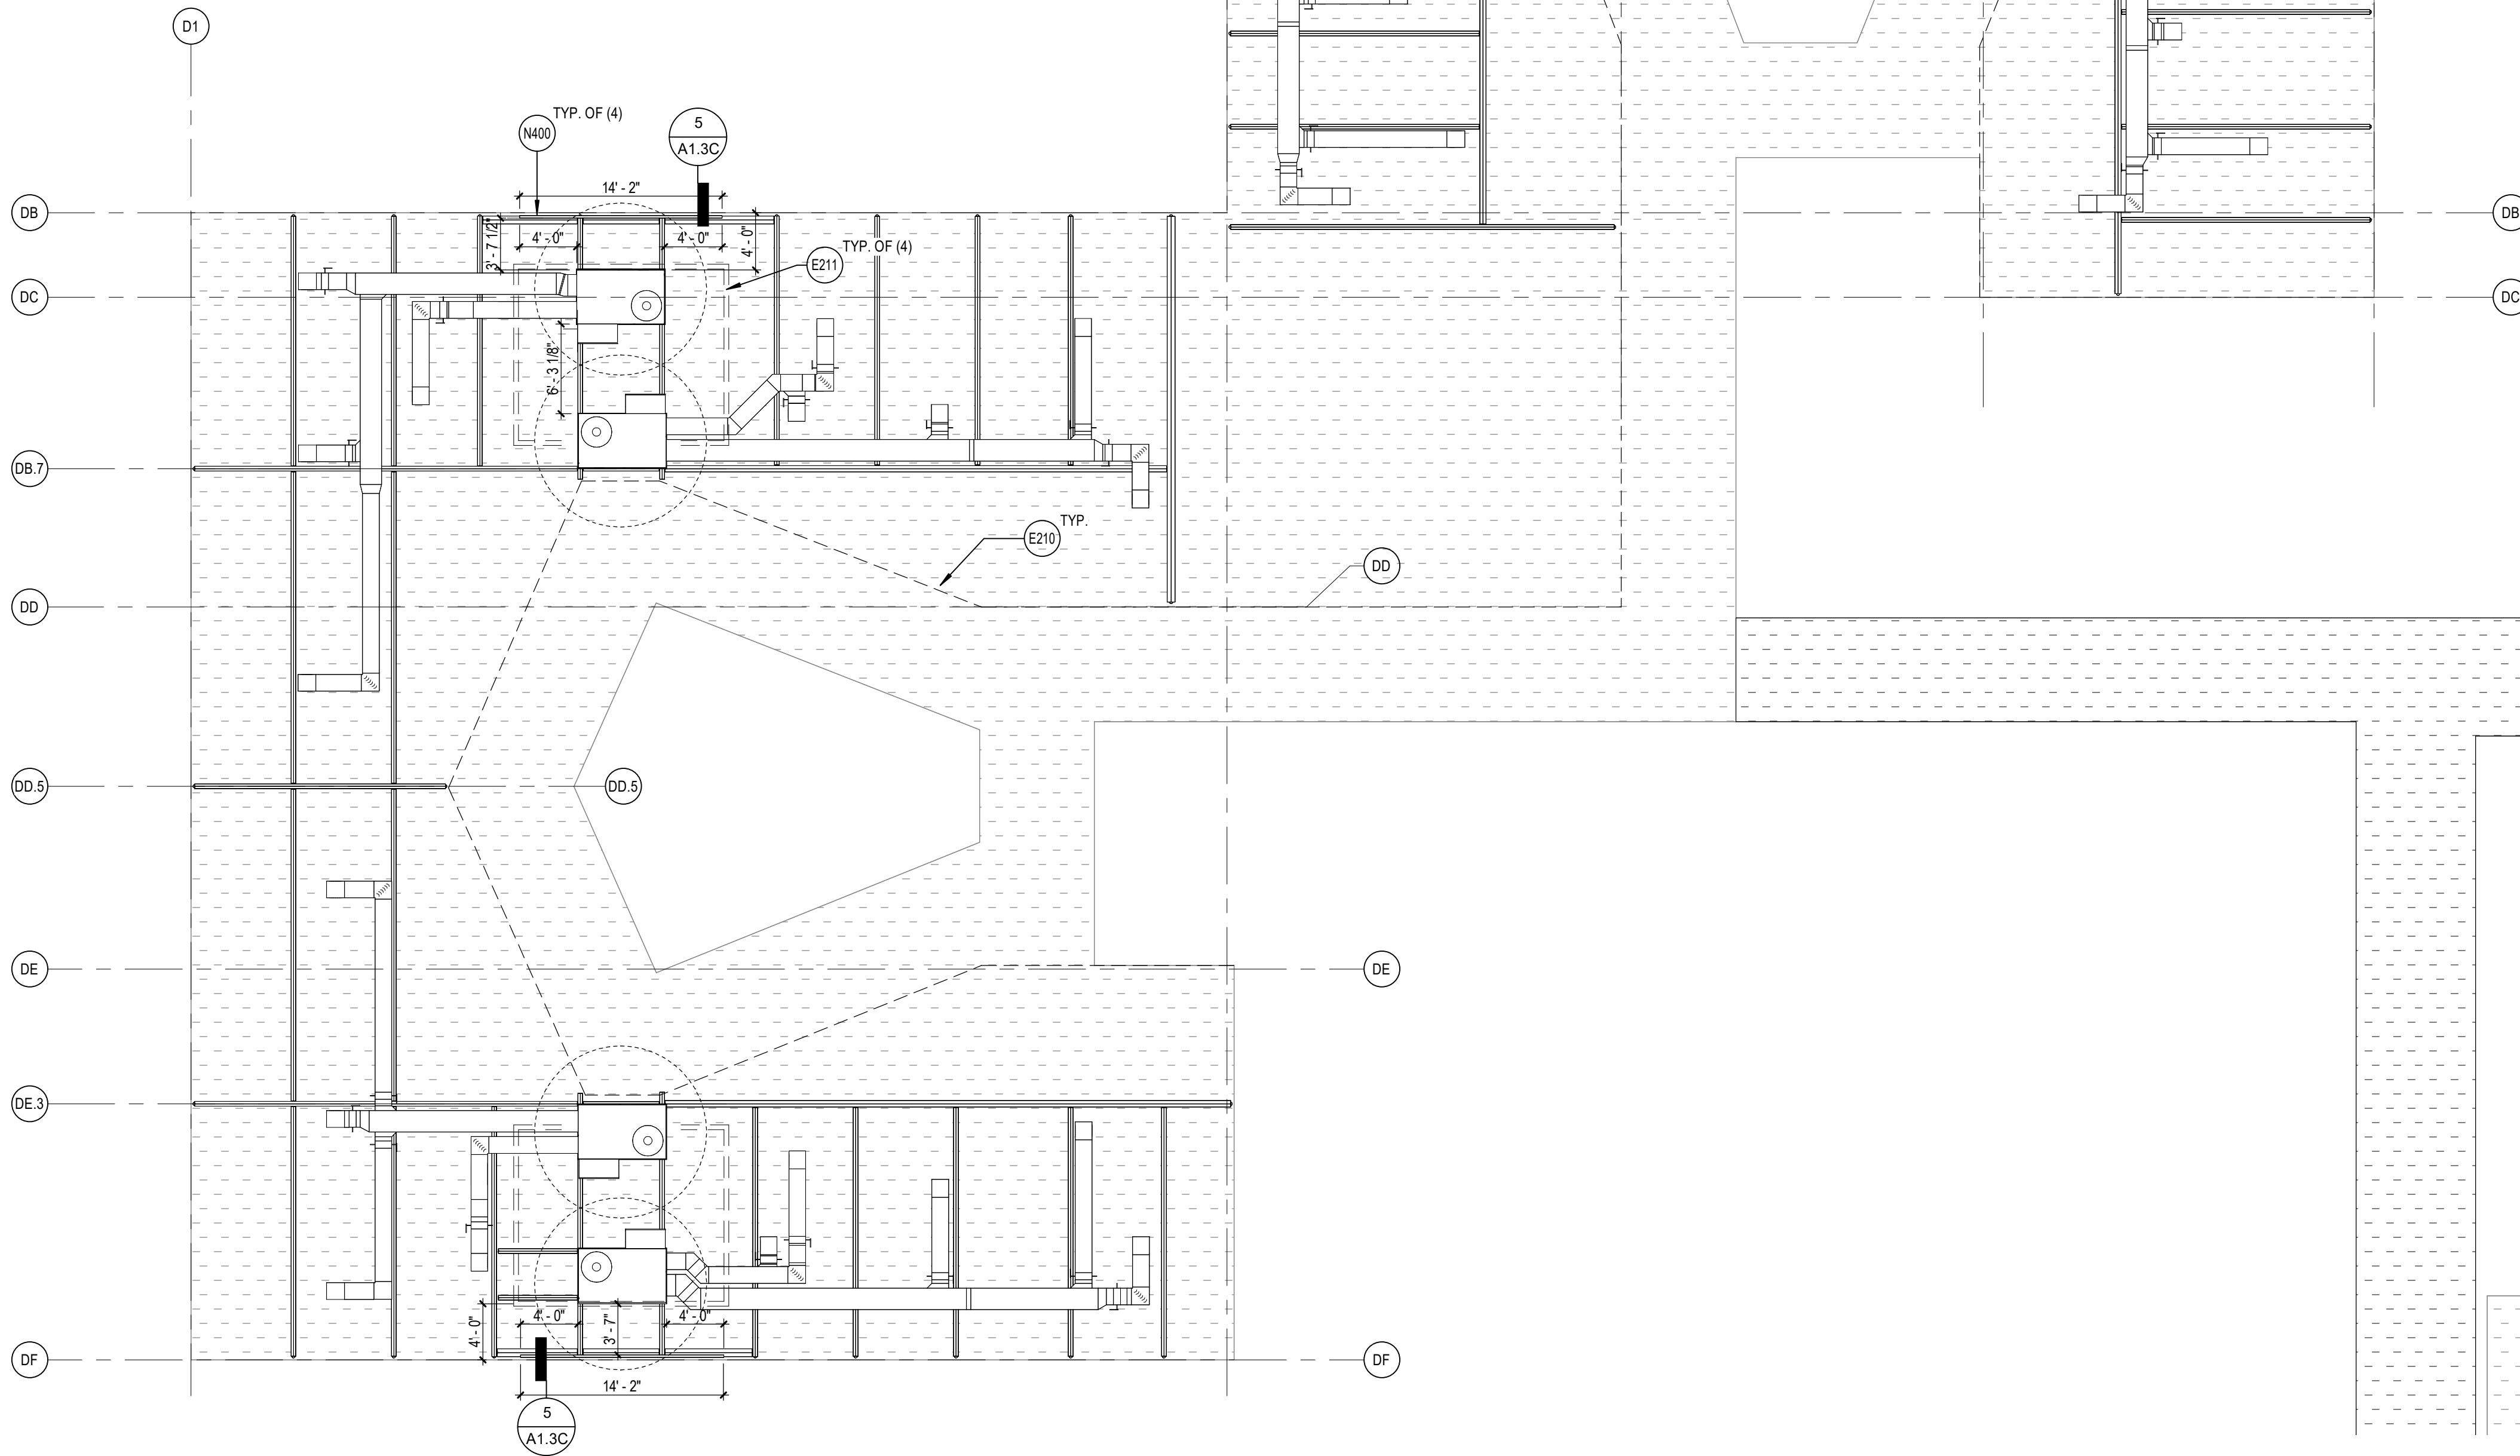 D1
TYP. OF (4)
N400
5
A1.3C
14' - 2"
DB
DB
3' - 7 1/2"
4' - 0"
4' - 0"
4' - 0"
TYP. OF (4)
E211
DC
DC
6' - 3 1/8"
DB.7
TYP.
E210
DD
DD
DD.5
DD.5
DE
DE
DE.3
4' - 0"
4' - 0"
3' - 7"
4' - 0"
DF
DF
14' - 2"
5
A1.3C